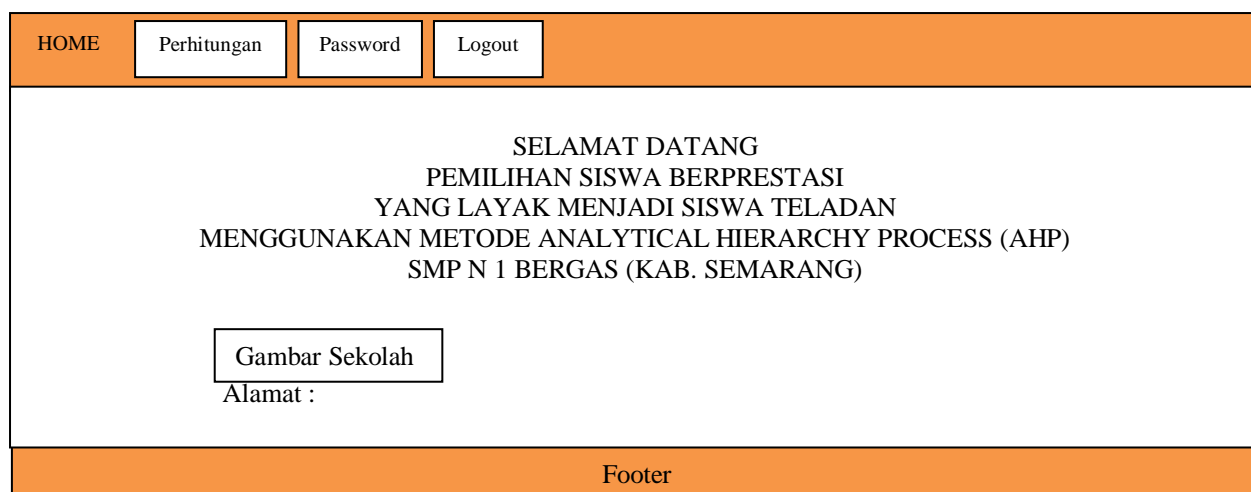 HOME Perhitungan Password Logout
SELAMAT DATANG
PEMILIHAN SISWA BERPRESTASI
YANG LAYAK MENJADI SISWA TELADAN
MENGGUNAKAN METODE ANALYTICAL HIERARCHY PROCESS (AHP)
SMP N 1 BERGAS (KAB. SEMARANG)
Gambar Sekolah
Alamat :
Footer